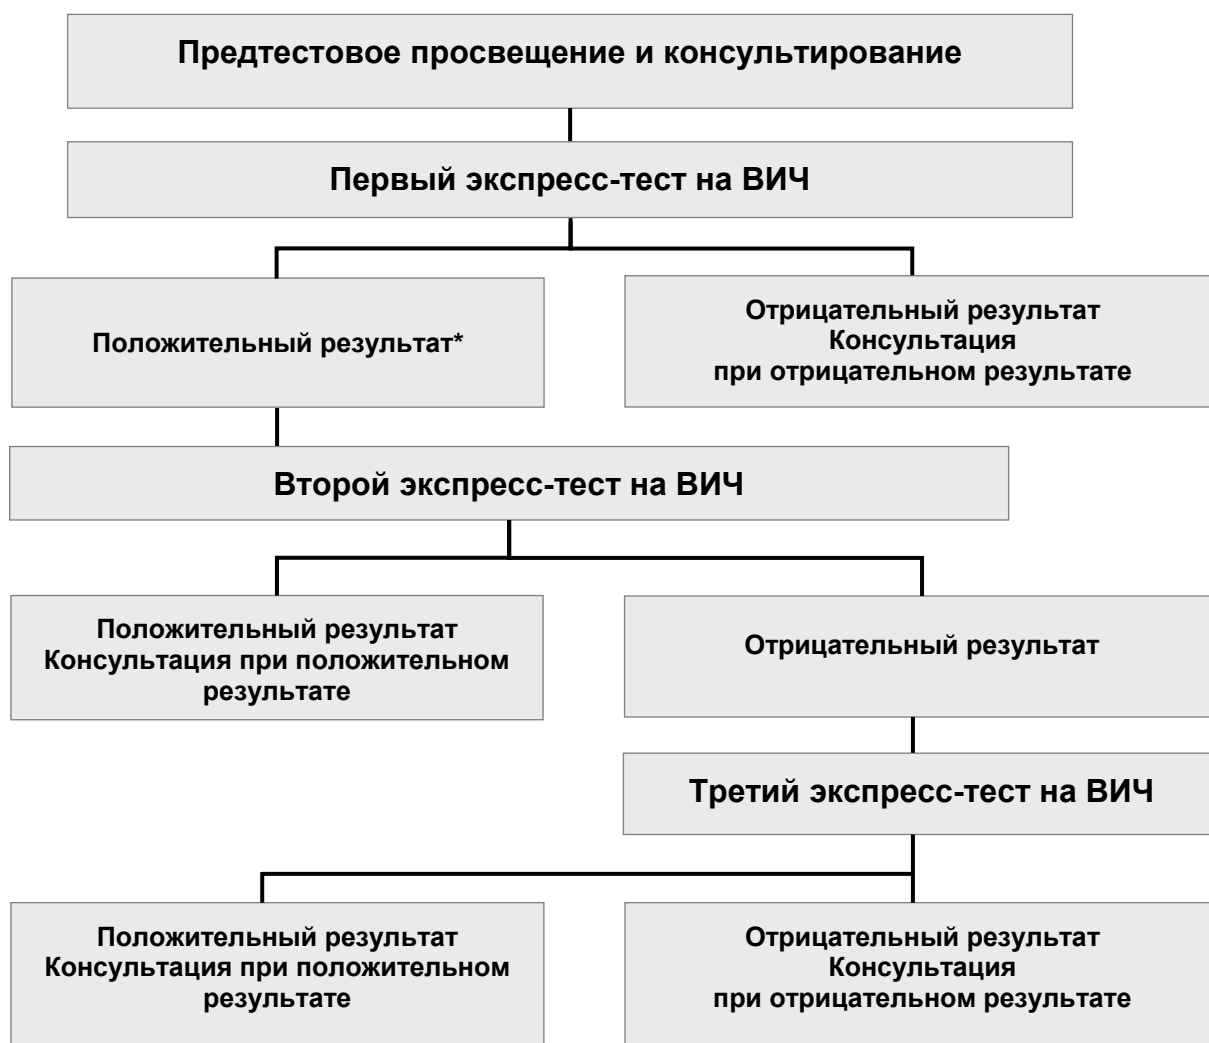 Предтестовое просвещение и консультирование
Первый экспресс-тест на ВИЧ
Положительный результат*
Отрицательный результат
Консультация
при отрицательном результате
Второй экспресс-тест на ВИЧ
Положительный результат
Консультация при положительном
результате
Отрицательный результат
Третий экспресс-тест на ВИЧ
Положительный результат
Консультация при положительном
результате
Отрицательный результат
Консультация
при отрицательном результате